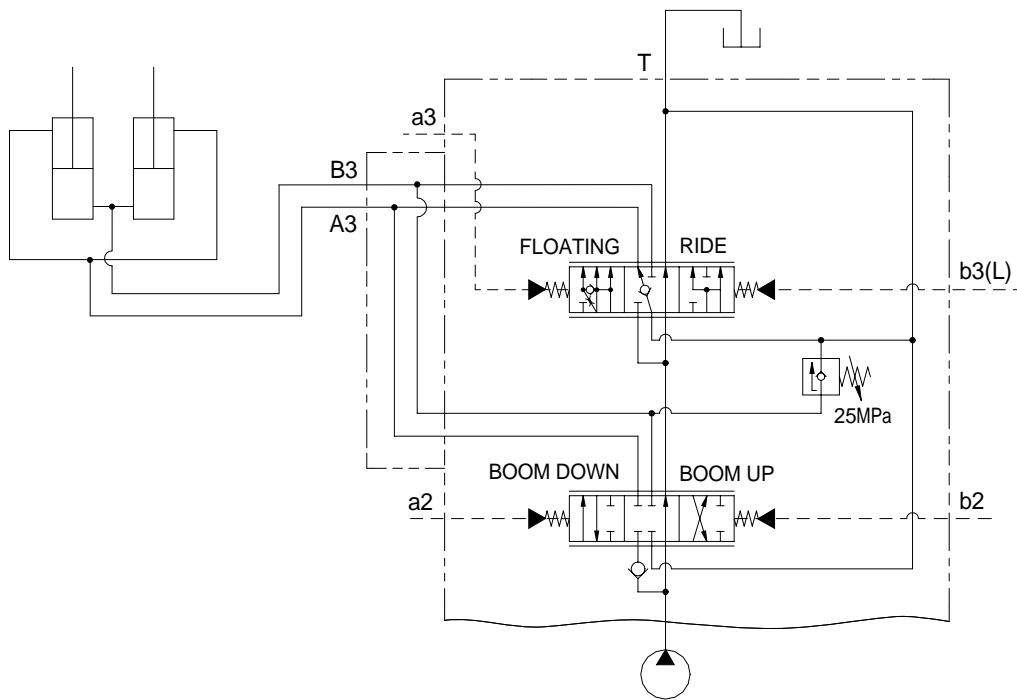 T
a3
B3
A3
FLOATING
RIDE
b3(L)
25MPa
BOOM DOWN
BOOM UP
a2
b2